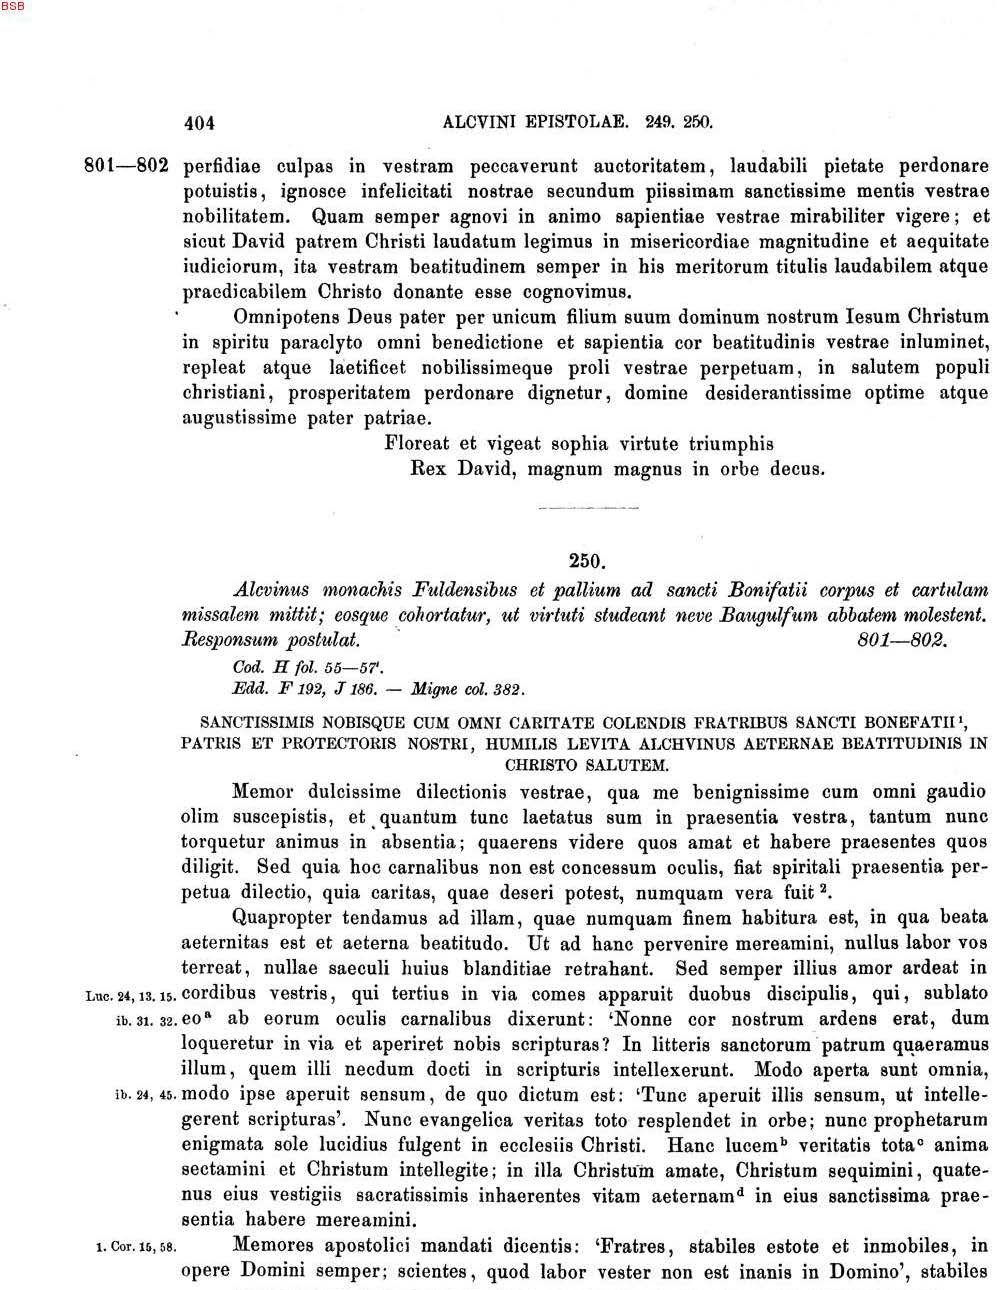 BSB
404 ALCVINI EPISTOLAE. 249. 250.
801—802 perfidiae culpas in vestram peccaverunt auctoritatem, laudabili pietate perdonare
potuistis, ignosce infelicitati nostrae secundum piissimam sanctissime mentis vestrae
nobilitatem. Quam semper agnovi in animo sapientiae vestrae mirabiliter vigere; et
sicut David patrem Christi laudatum legimus in misericordiae magnitudine et aequitate
iudiciorum, ita vestram beatitudinem semper in his meritorum titulis laudabilem atque
praedicabilem Christo donante esse cognovimus.
Omnipotens Deus pater per unicum filium suum dominum nostrum Iesum Christum
in spiritu paraclyto omni benedictione et sapientia cor beatitudinis vestrae inluminet,
repleat atque laetificet nobilissimeque proli vestrae perpetuam, in salutem populi
christiani, prosperitatem perdonare dignetur, domine desiderantissime optime atque
augustissime pater patriae.
Floreat et vigeat sophia virtute triumphis
Rex David, magnum magnus in orbe decus.
250.
Alcvinus monachis Fuldensibus et pallium ad sancti Bonifatii corpus et cartulam
missalem mittit; eosque cohortatur, ut virtuti studeant neve Baugulfum abbatem molestent.
Responsum postulat. 801—802.
Cod. H fol. 55—57'.
Edd. F 192, J 186. — Migne col. 382.
SANCTISSIMIS NOBISQUE CUM OMNI CARITATE COLENDIS FRATRIBUS SANCTI BONEFATII¹,
PATRIS ET PROTECTORIS NOSTRI, HUMILIS LEVITA ALCHVINUS AETERNAE BEATITUDINIS IN
CHRISTO SALUTEM.
Memor dulcissime dilectionis vestrae, qua me benignissime cum omni gaudio
olim suscepistis, et quantum tunc laetatus sum in praesentia vestra, tantum nunc
torquetur animus in absentia; quaerens videre quos amat et habere praesentes quos
diligit. Sed quia hoc carnalibus non est concessum oculis, fiat spiritali praesentia per-
petua dilectio, quia caritas, quae deseri potest, numquam vera fuit².
Quapropter tendamus ad illam, quae numquam finem habitura est, in qua beata
aeternitas est et aeterna beatitudo. Ut ad hanc pervenire mereamini, nullus labor vos
terreat, nullae saeculi huius blanditiae retrahant. Sed semper illius amor ardeat in
Luc. 24, 13. 15. cordibus vestris, qui tertius in via comes apparuit duobus discipulis, qui, sublato
ib. 31. 32. eoᵃ ab eorum oculis carnalibus dixerunt: ‘Nonne cor nostrum ardens erat, dum
loqueretur in via et aperiret nobis scripturas? In litteris sanctorum patrum quaeramus
illum, quem illi necdum docti in scripturis intellexerunt. Modo aperta sunt omnia,
ib. 24, 45. modo ipse aperuit sensum, de quo dictum est: ‘Tunc aperuit illis sensum, ut intelle-
gerent scripturas’. Nunc evangelica veritas toto resplendet in orbe; nunc prophetarum
enigmata sole lucidius fulgent in ecclesiis Christi. Hanc lucemᵇ veritatis totaᶜ anima
sectamini et Christum intellegite; in illa Christum amate, Christum sequimini, quate-
nus eius vestigiis sacratissimis inhaerentes vitam aeternamᵈ in eius sanctissima prae-
sentia habere mereamini.
1. Cor. 15, 58. Memores apostolici mandati dicentis: ‘Fratres, stabiles estote et inmobiles, in
opere Domini semper; scientes, quod labor vester non est inanis in Domino’, stabiles